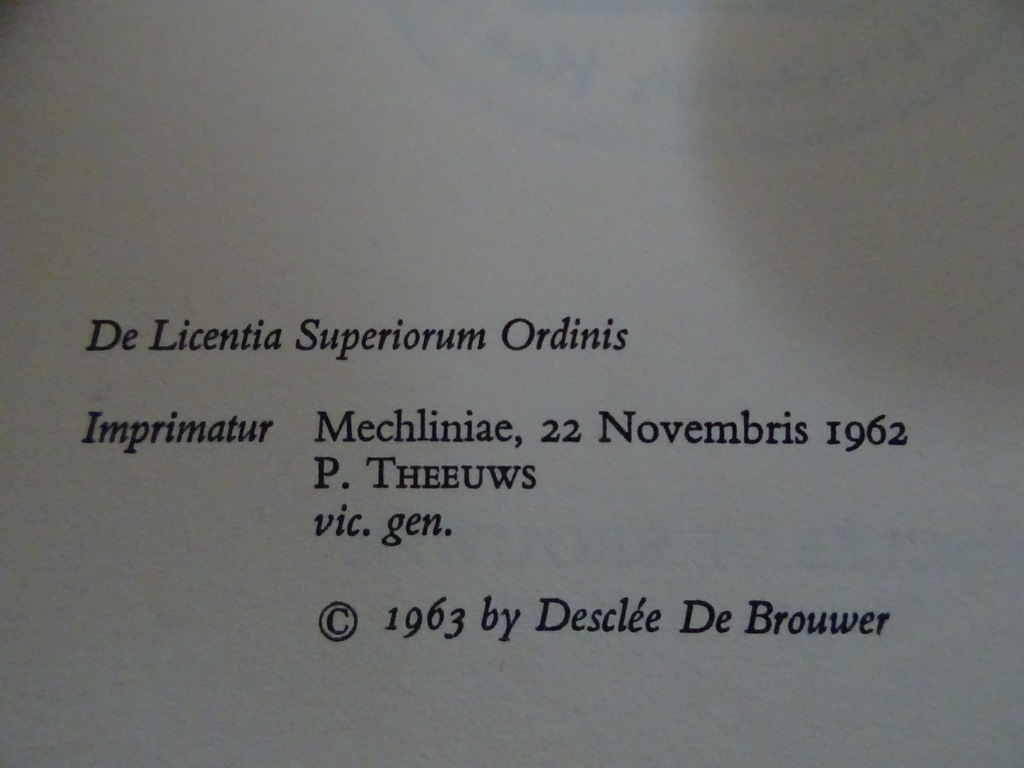 De Licentia Superiorum Ordinis
Imprimatur Mechliniae, 22 Novembris 1962
P. Theeuws
vic. gen.
© 1963 by Desclée De Brouwer